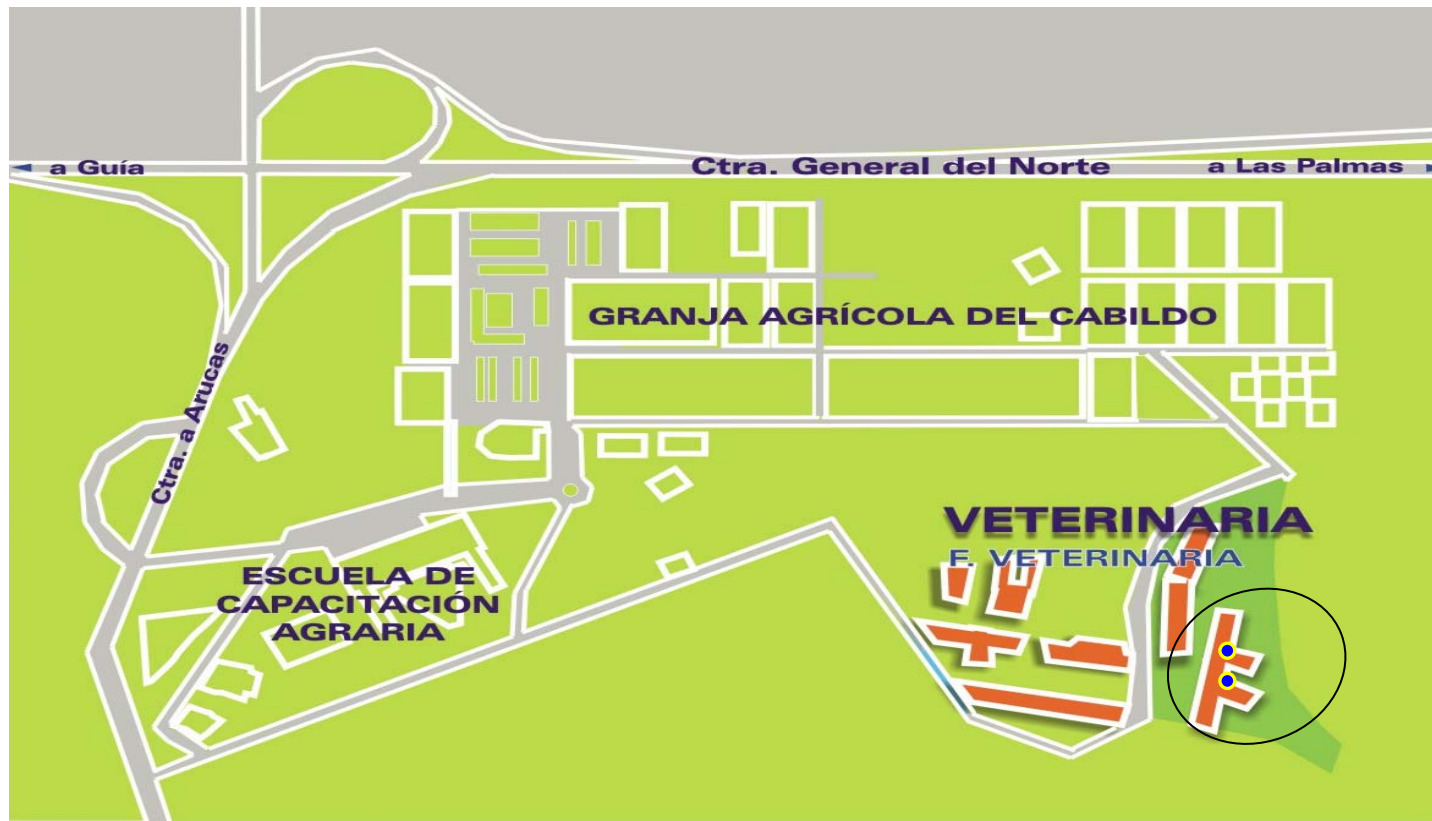 a Guía
Ctra. General del Norte
a Las Palmas
GRANJA AGRÍCOLA DEL CABILDO
Ctra. a Arucas
VETERINARIA
F. VETERINARIA
ESCUELA DE
CAPACITACIÓN
AGRARIA